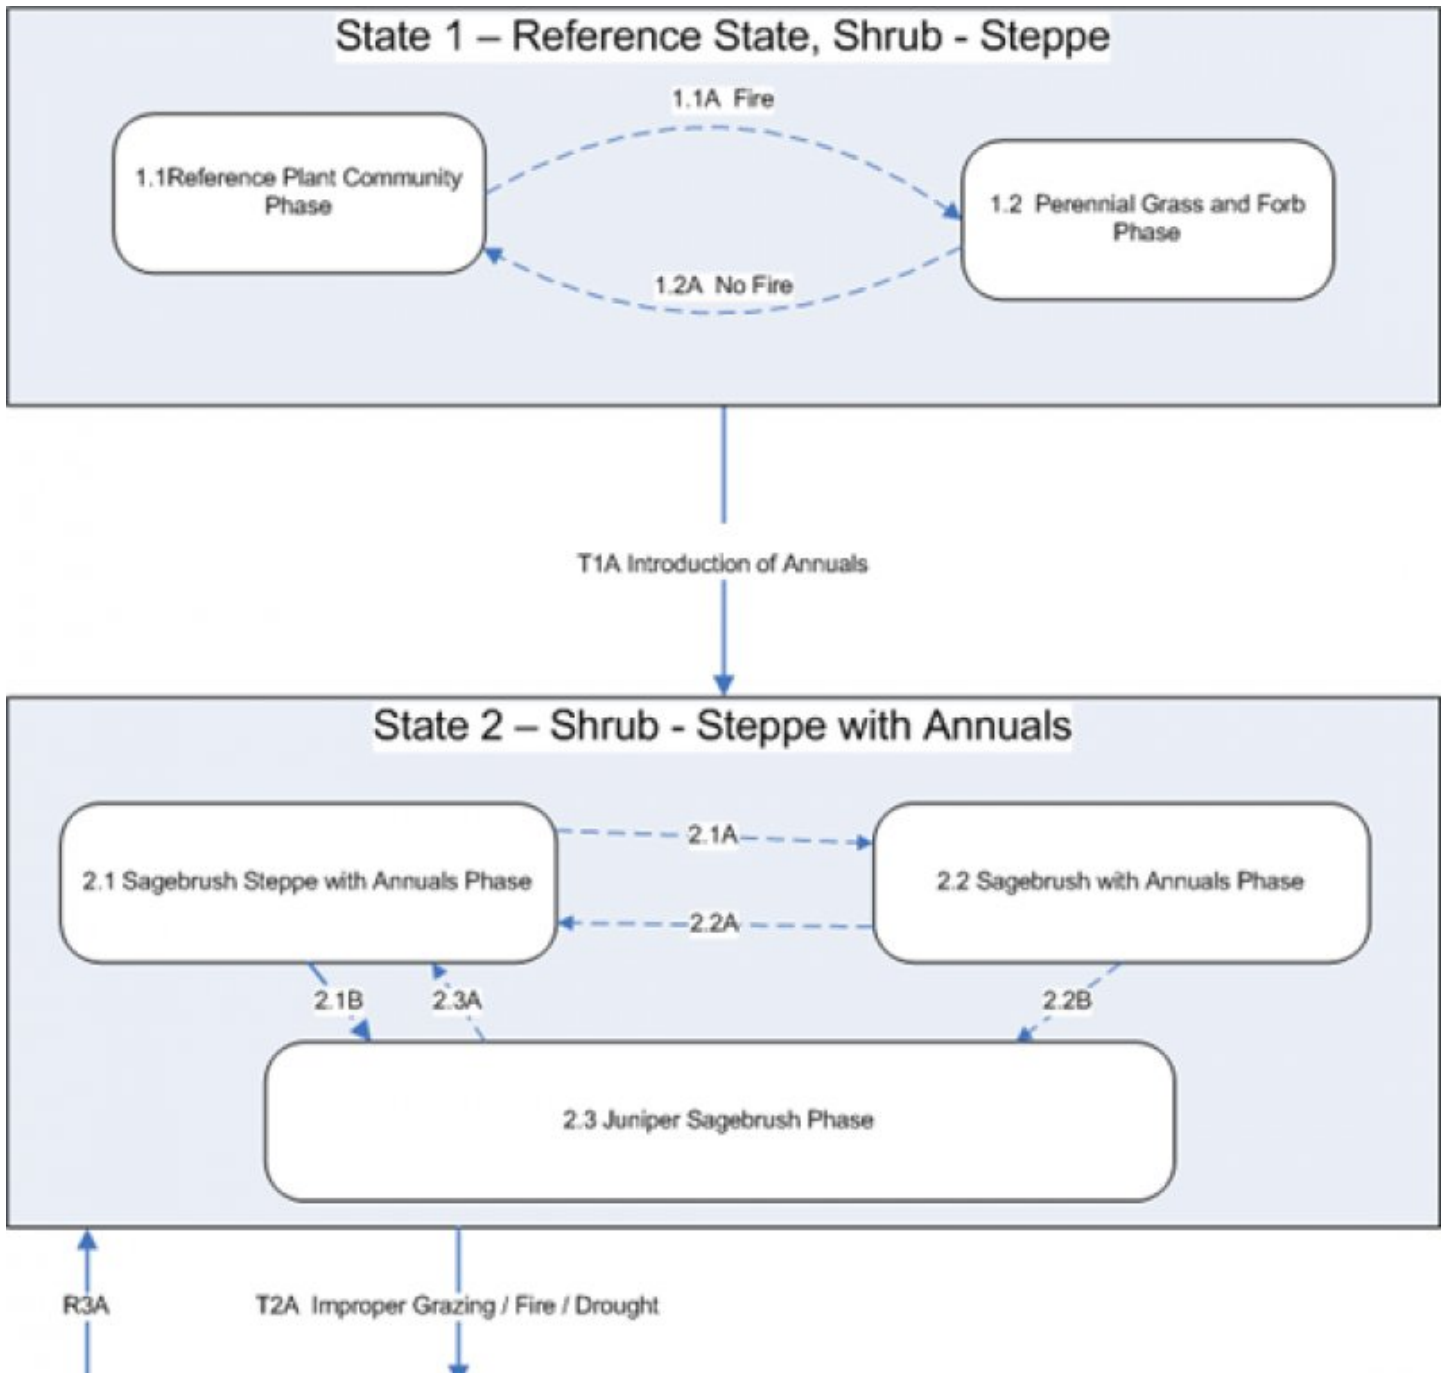 State 1 – Reference State, Shrub - Steppe
1.1A Fire
1.1Reference Plant Community
Phase
1.2 Perennial Grass and Forb
Phase
1.2A No Fire
T1A Introduction of Annuals
State 2 – Shrub - Steppe with Annuals
2.1A
2.1 Sagebrush Steppe with Annuals Phase
2.2 Sagebrush with Annuals Phase
2.2A
2.1B
2.3A
2.2B
2.3 Juniper Sagebrush Phase
R3A
T2A Improper Grazing / Fire / Drought